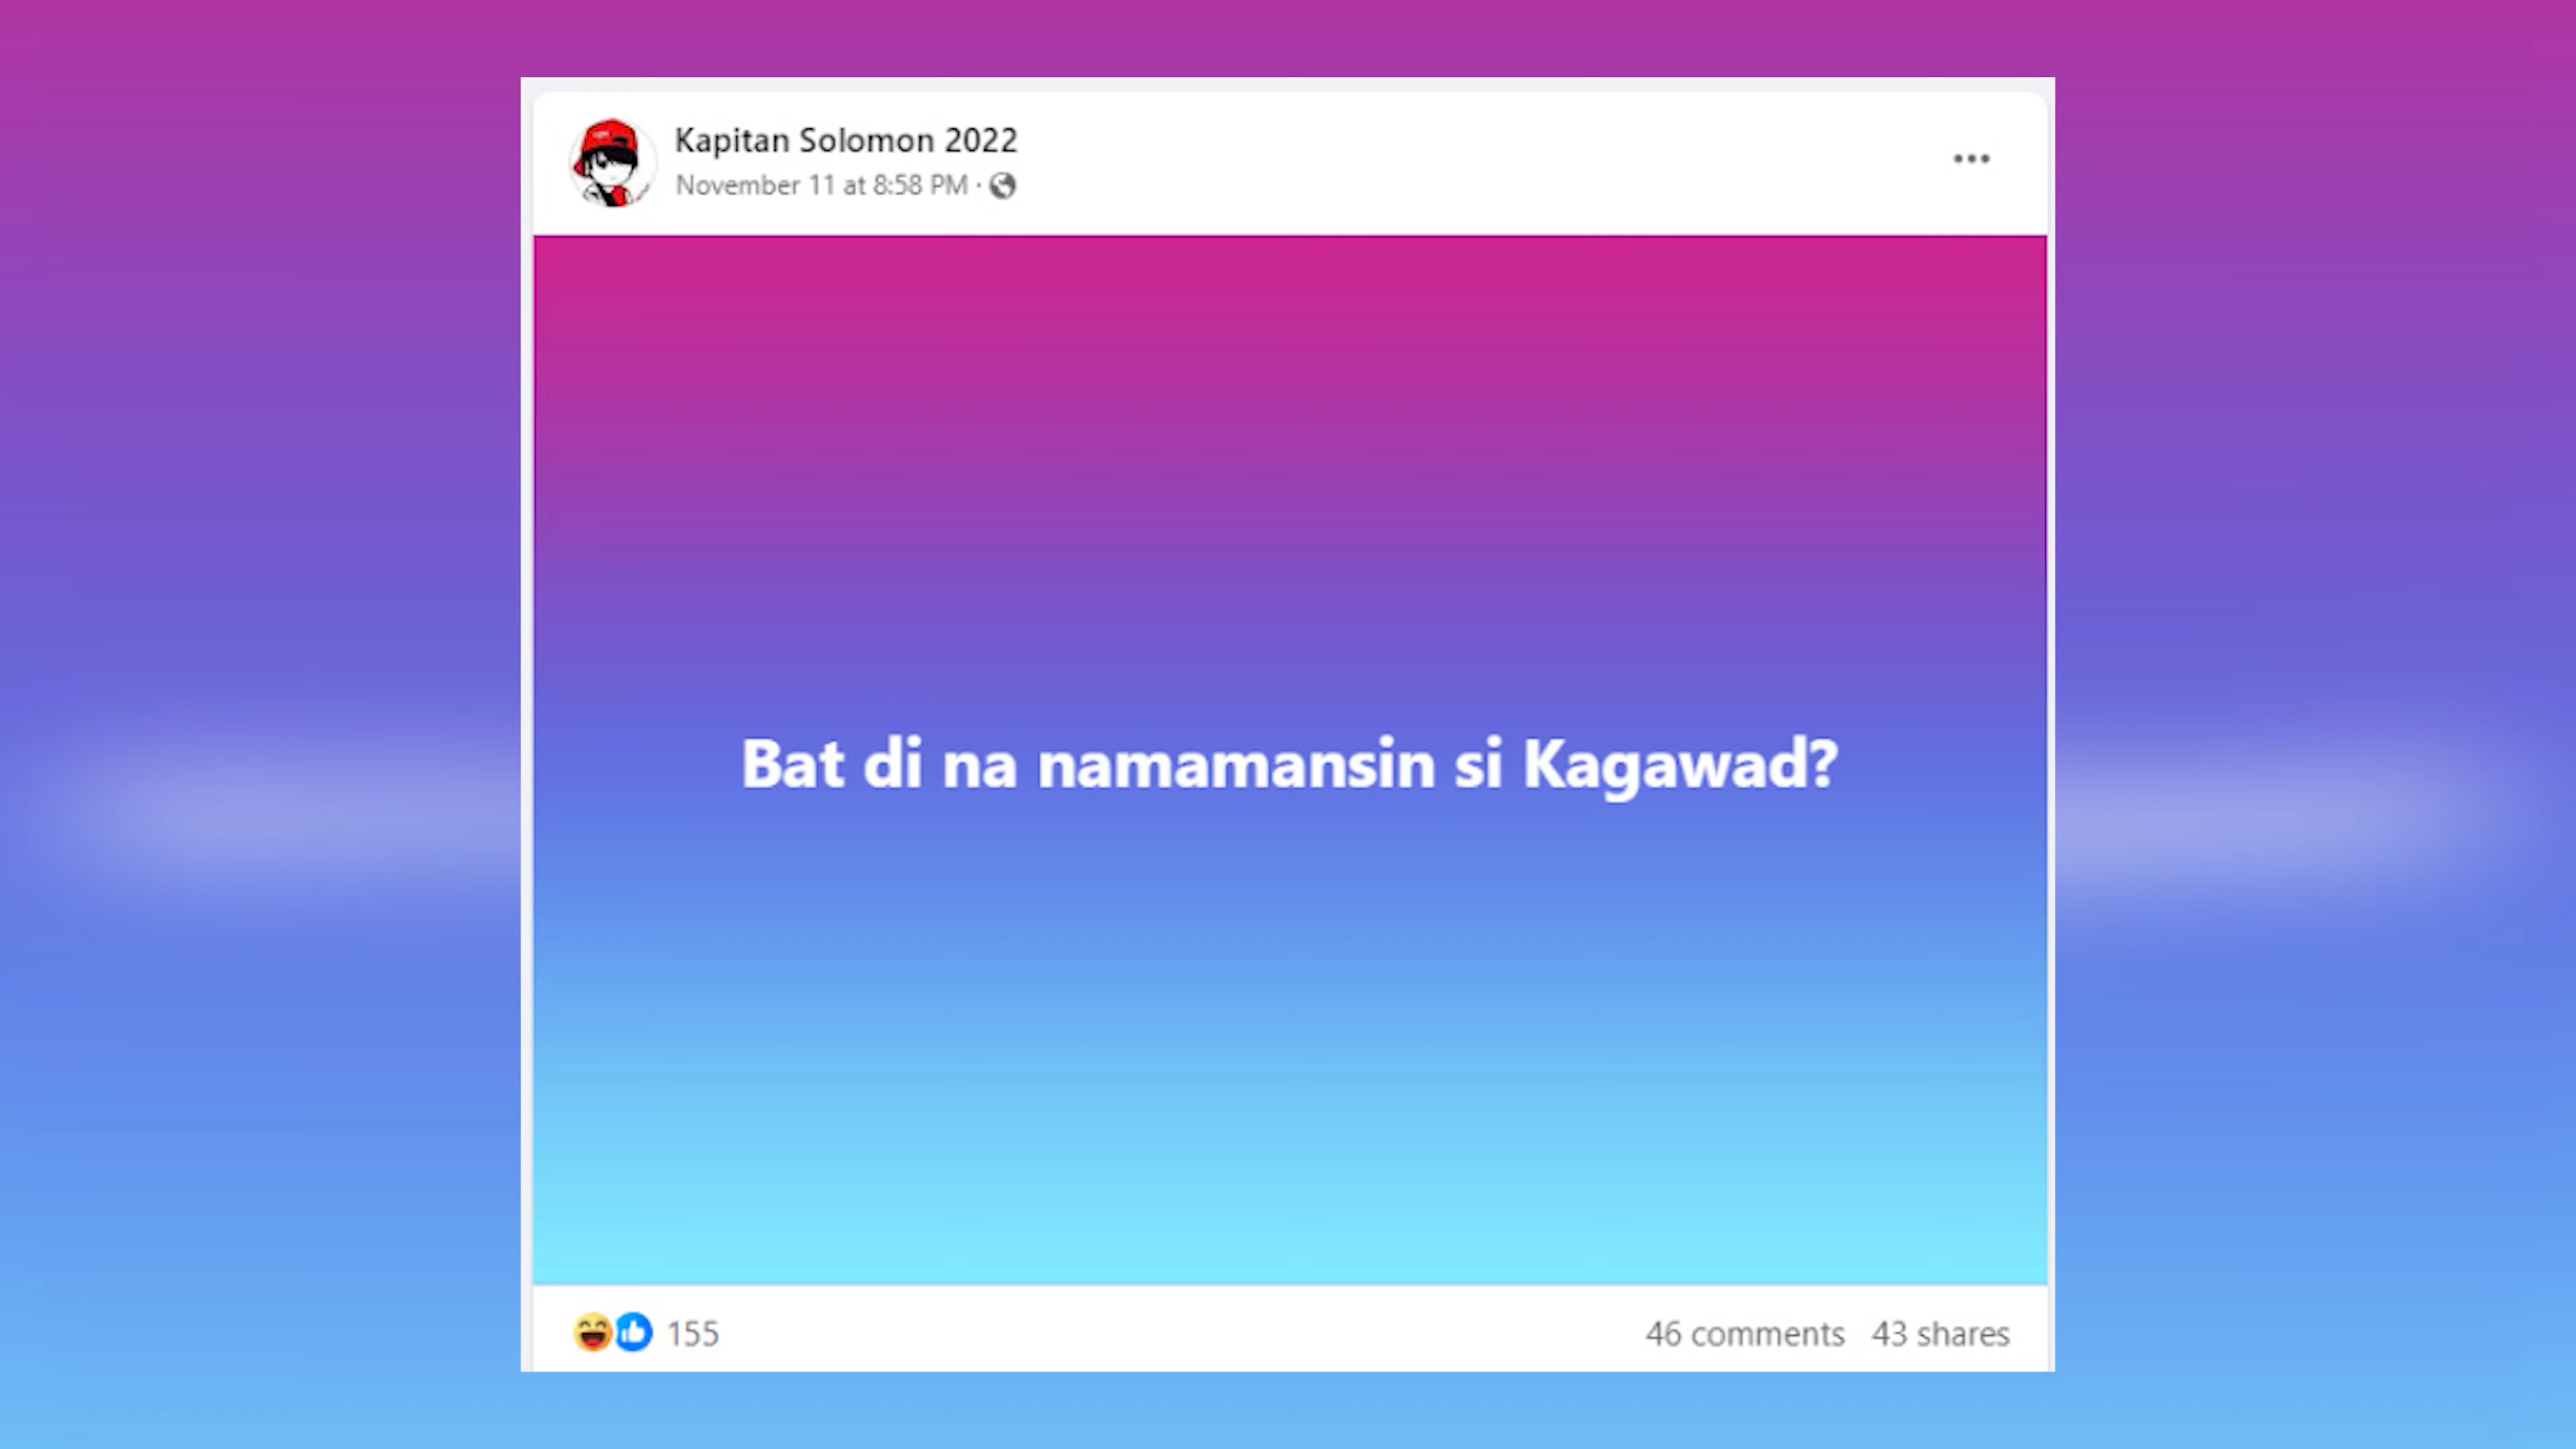 Kapitan Solomon 2022
November 11 at 8:58 PM ·
Bat di na namamansin si Kagawad?
155
46 comments 43 shares